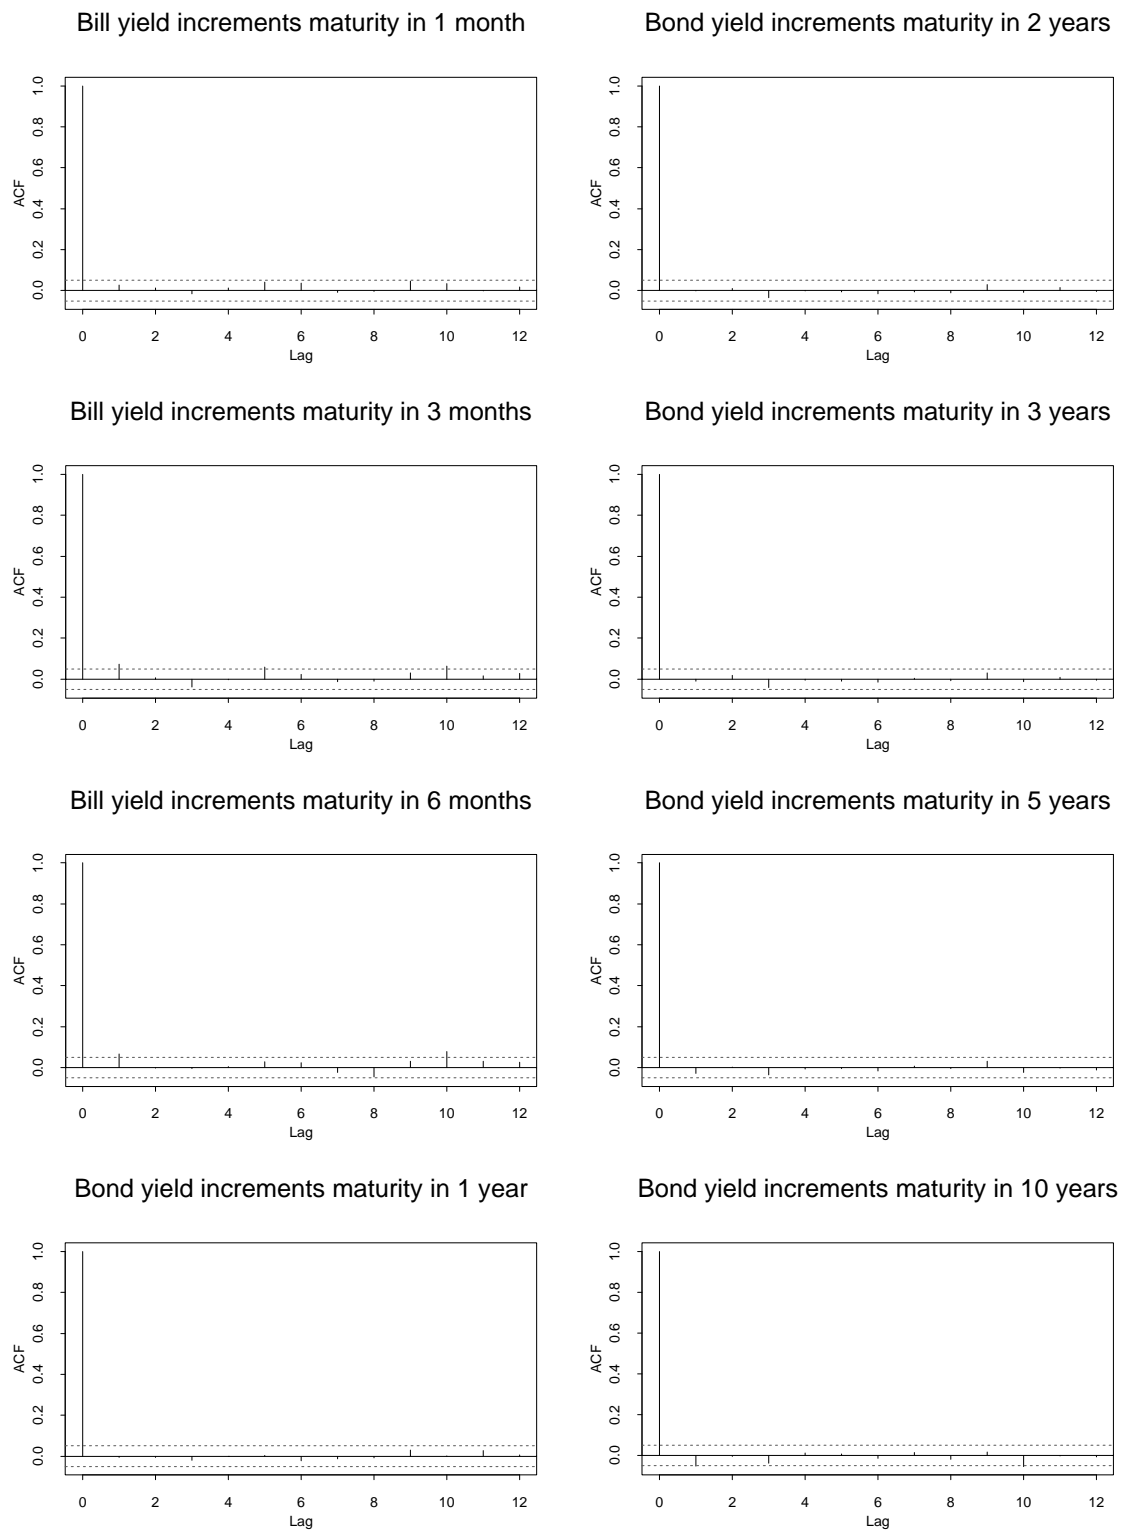 Bill yield increments maturity in 1 month
ACF
1.0
0.8
0.6
0.4
0.2
0.0
0 2 4 6 8 10 12
Lag
Bond yield increments maturity in 2 years
ACF
1.0
0.8
0.6
0.4
0.2
0.0
0 2 4 6 8 10 12
Lag
Bill yield increments maturity in 3 months
ACF
1.0
0.8
0.6
0.4
0.2
0.0
0 2 4 6 8 10 12
Lag
Bond yield increments maturity in 3 years
ACF
1.0
0.8
0.6
0.4
0.2
0.0
0 2 4 6 8 10 12
Lag
Bill yield increments maturity in 6 months
ACF
1.0
0.8
0.6
0.4
0.2
0.0
0 2 4 6 8 10 12
Lag
Bond yield increments maturity in 5 years
ACF
1.0
0.8
0.6
0.4
0.2
0.0
0 2 4 6 8 10 12
Lag
Bond yield increments maturity in 1 year
ACF
1.0
0.8
0.6
0.4
0.2
0.0
0 2 4 6 8 10 12
Lag
Bond yield increments maturity in 10 years
ACF
1.0
0.8
0.6
0.4
0.2
0.0
0 2 4 6 8 10 12
Lag